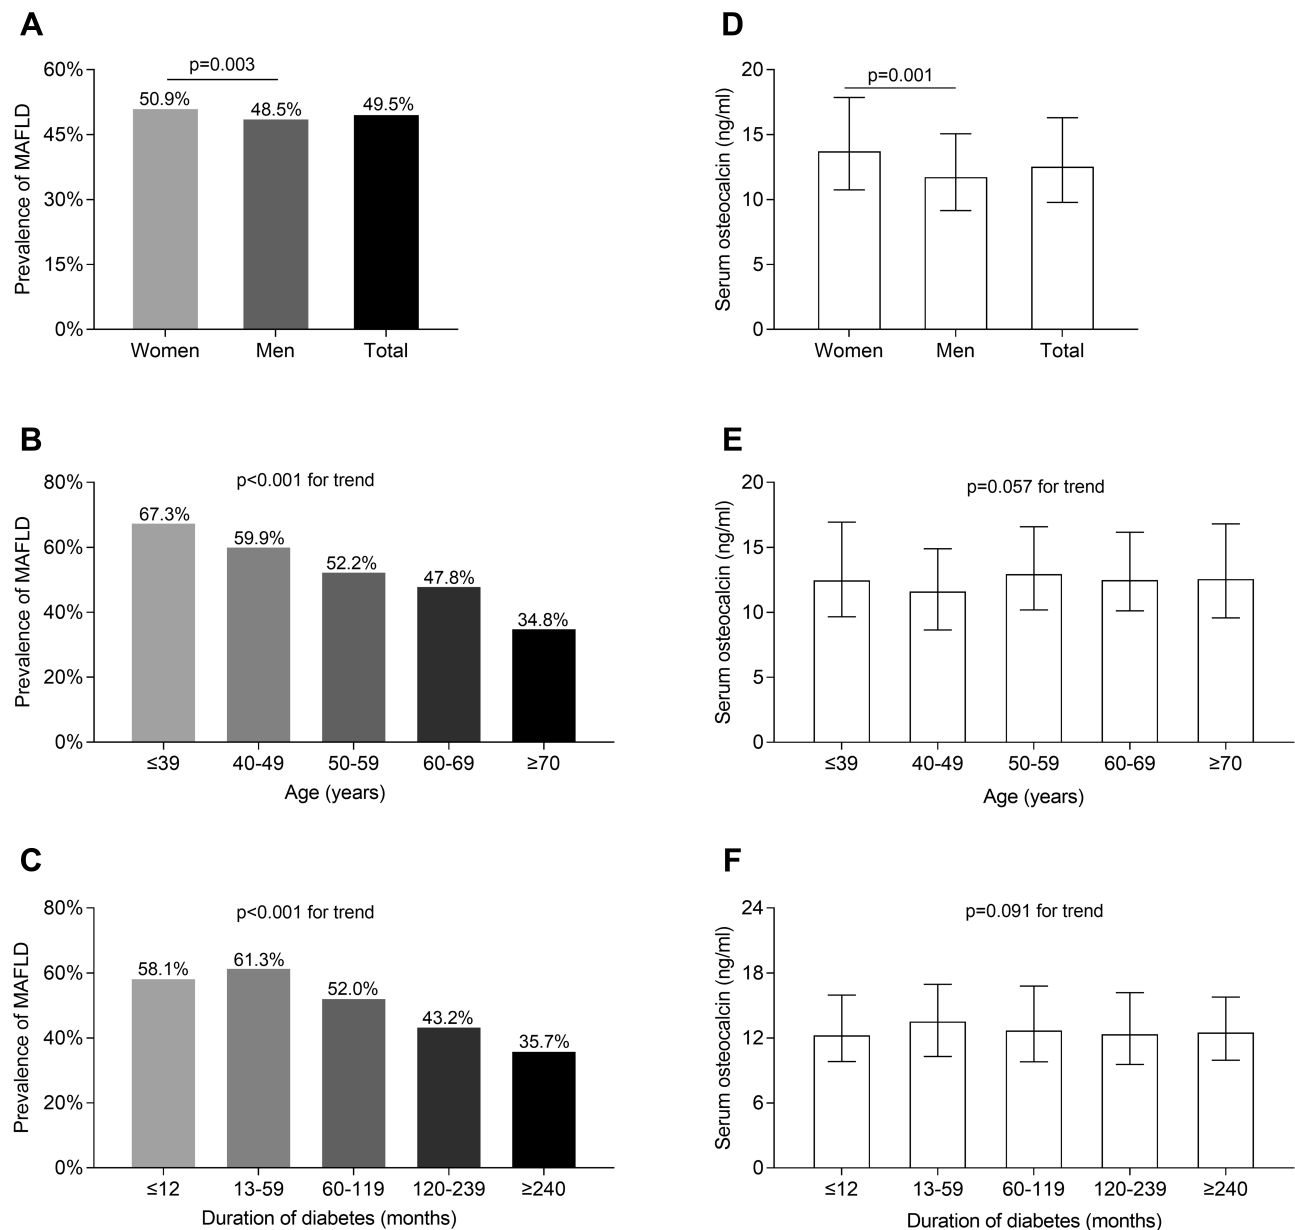 A
Prevalence of MAFLD
60%
45%
30%
15%
0%
p=0.003
50.9%
48.5%
49.5%
Women
Men
Total
D
Serum osteocalcin (ng/ml)
20
15
10
5
0
p=0.001
Women
Men
Total
B
Prevalence of MAFLD
80%
60%
40%
20%
0%
p<0.001 for trend
67.3%
59.9%
52.2%
47.8%
34.8%
≤39
40-49
50-59
60-69
≥70
Age (years)
E
Serum osteocalcin (ng/ml)
20
15
10
5
0
p=0.057 for trend
≤39
40-49
50-59
60-69
≥70
Age (years)
C
Prevalence of MAFLD
80%
60%
40%
20%
0%
p<0.001 for trend
58.1%
61.3%
52.0%
43.2%
35.7%
≤12
13-59
60-119
120-239
≥240
Duration of diabetes (months)
F
Serum osteocalcin (ng/ml)
24
18
12
6
0
p=0.091 for trend
≤12
13-59
60-119
120-239
≥240
Duration of diabetes (months)